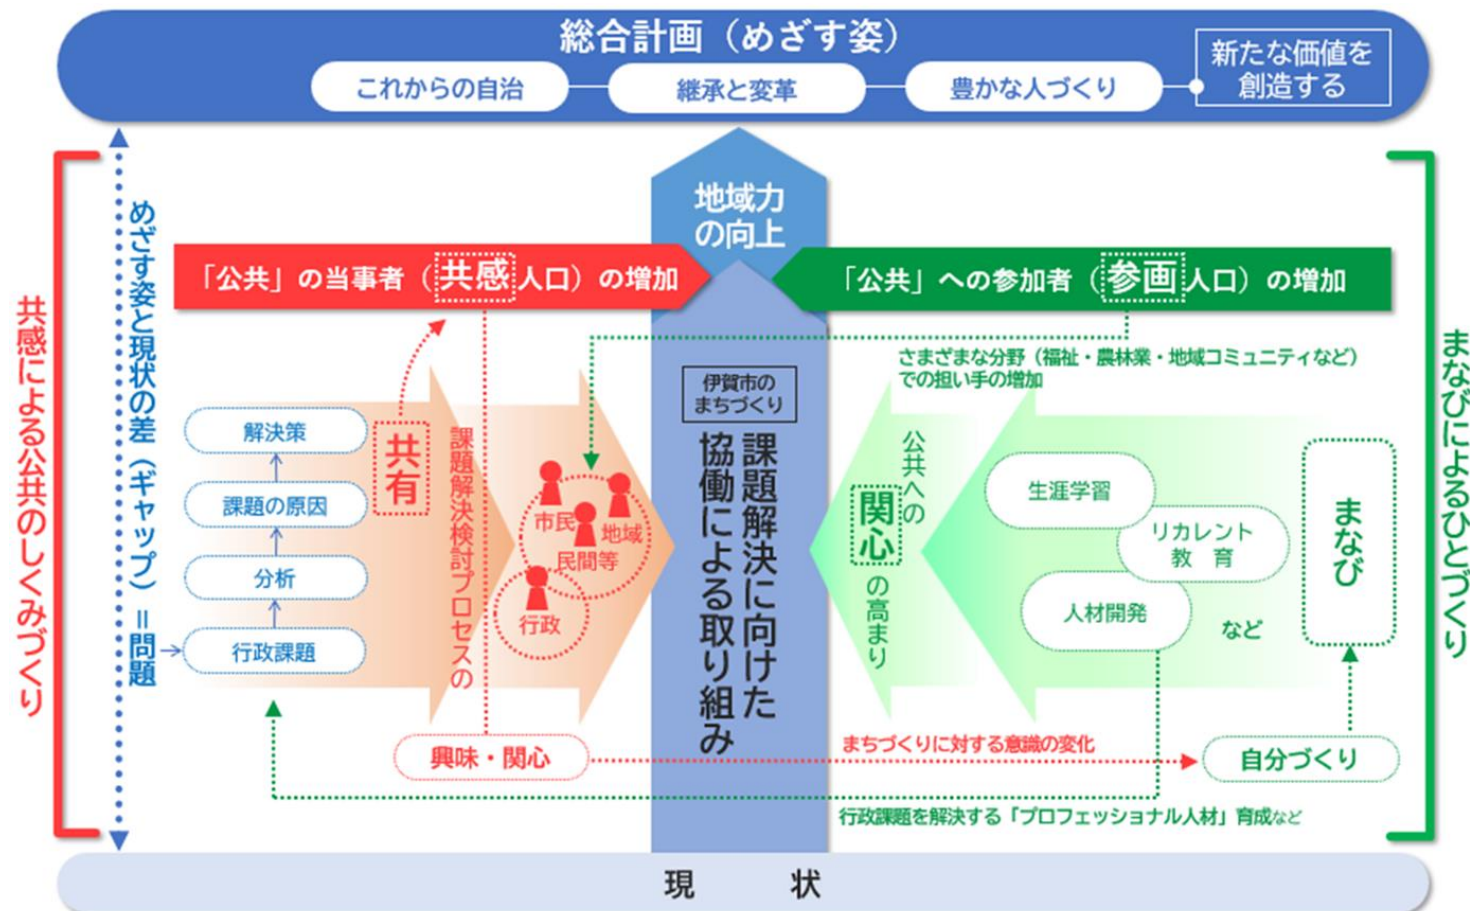 総合計画（めざす姿）
これからの自治
継承と変革
豊かな人づくり
新たな価値を
創造する
地域力
の向上
「公共」の当事者（共感人口）の増加
「公共」への参加者（参画人口）の増加
共感による公共のしくみづくり
めざす姿と現状の差（ギャップ）＝問題
解決策
課題の原因
分析
行政課題
共有
課題解決検討プロセスの
市民
地域
民間等
行政
伊賀市の
まちづくり
課題解決に向けた
協働による取り組み
さまざまな分野（福祉・農林業・地域コミュニティなど）
での担い手の増加
公共への
関心
の高まり
生涯学習
リカレント
教　育
人材開発
など
まなび
まなびによるひとづくり
興味・関心
まちづくりに対する意識の変化
自分づくり
行政課題を解決する「プロフェッショナル人材」育成など
現　　状